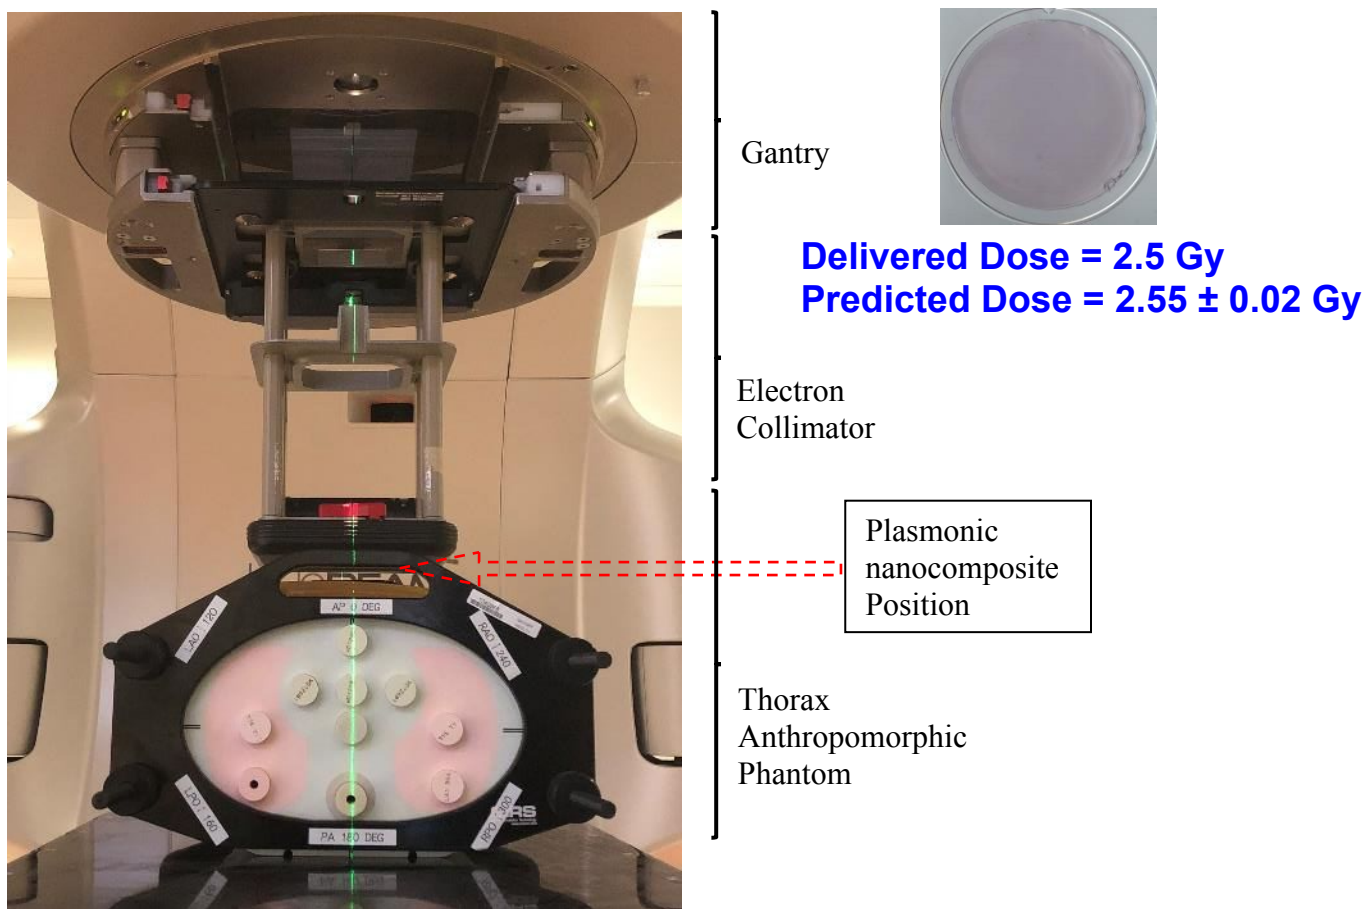 Gantry
Delivered Dose = 2.5 Gy
Predicted Dose = 2.55 ± 0.02 Gy
Electron
Collimator
Plasmonic
nanocomposite
Position
Thorax
Anthropomorphic
Phantom
AP 0 DEG
LAO : 120
RAO : 240
LPO : 160
RPO : 300
PA 180 DEG